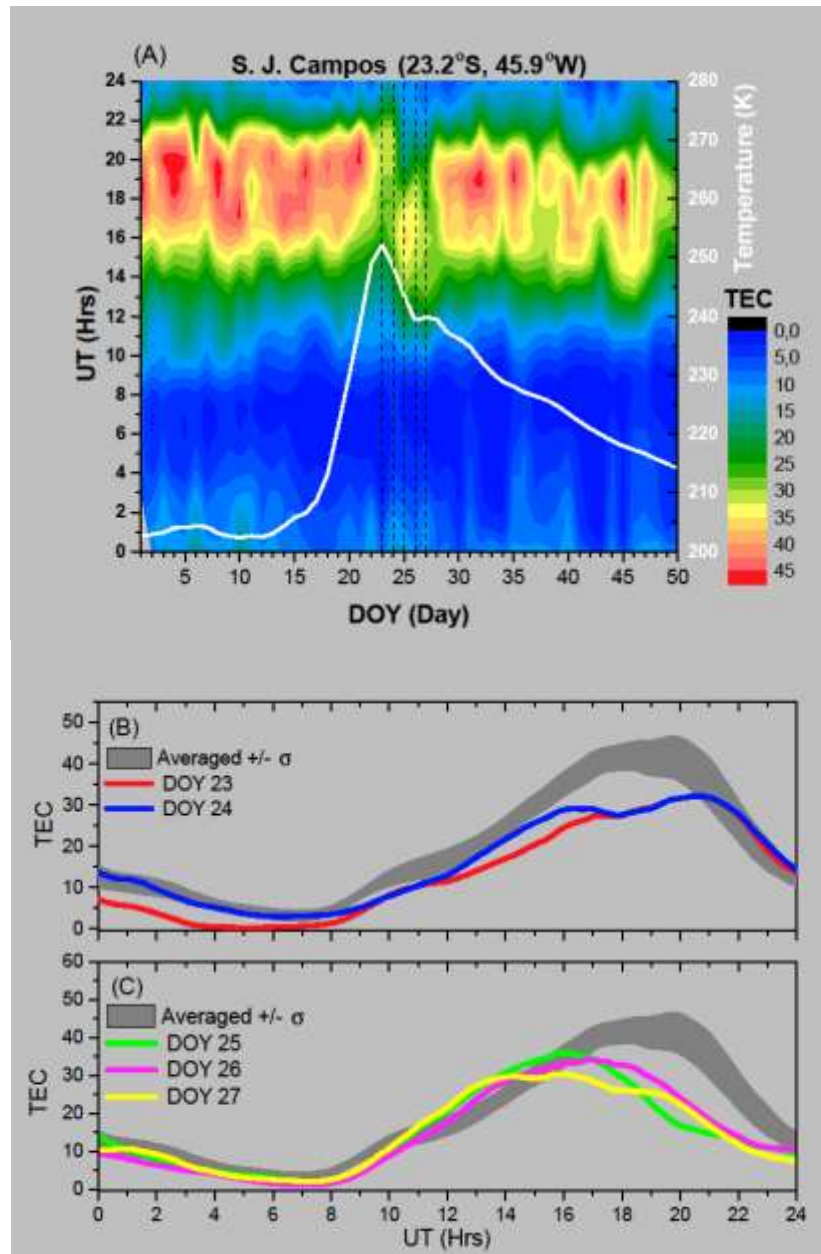 (A)
S. J. Campos (23.2°S, 45.9°W)
24
22
20
18
16
14
12
10
8
6
4
2
0
UT (Hrs)
5 10 15 20 25 30 35 40 45 50
DOY (Day)
280
270
260
250
240
230
220
210
200
Temperature (K)
TEC
0,0
5,0
10
15
20
25
30
35
40
45
(B)
Averaged +/- σ
DOY 23
DOY 24
50
40
30
20
10
0
TEC
(C)
Averaged +/- σ
DOY 25
DOY 26
DOY 27
60
50
40
30
20
10
0
TEC
0 2 4 6 8 10 12 14 16 18 20 22 24
UT (Hrs)